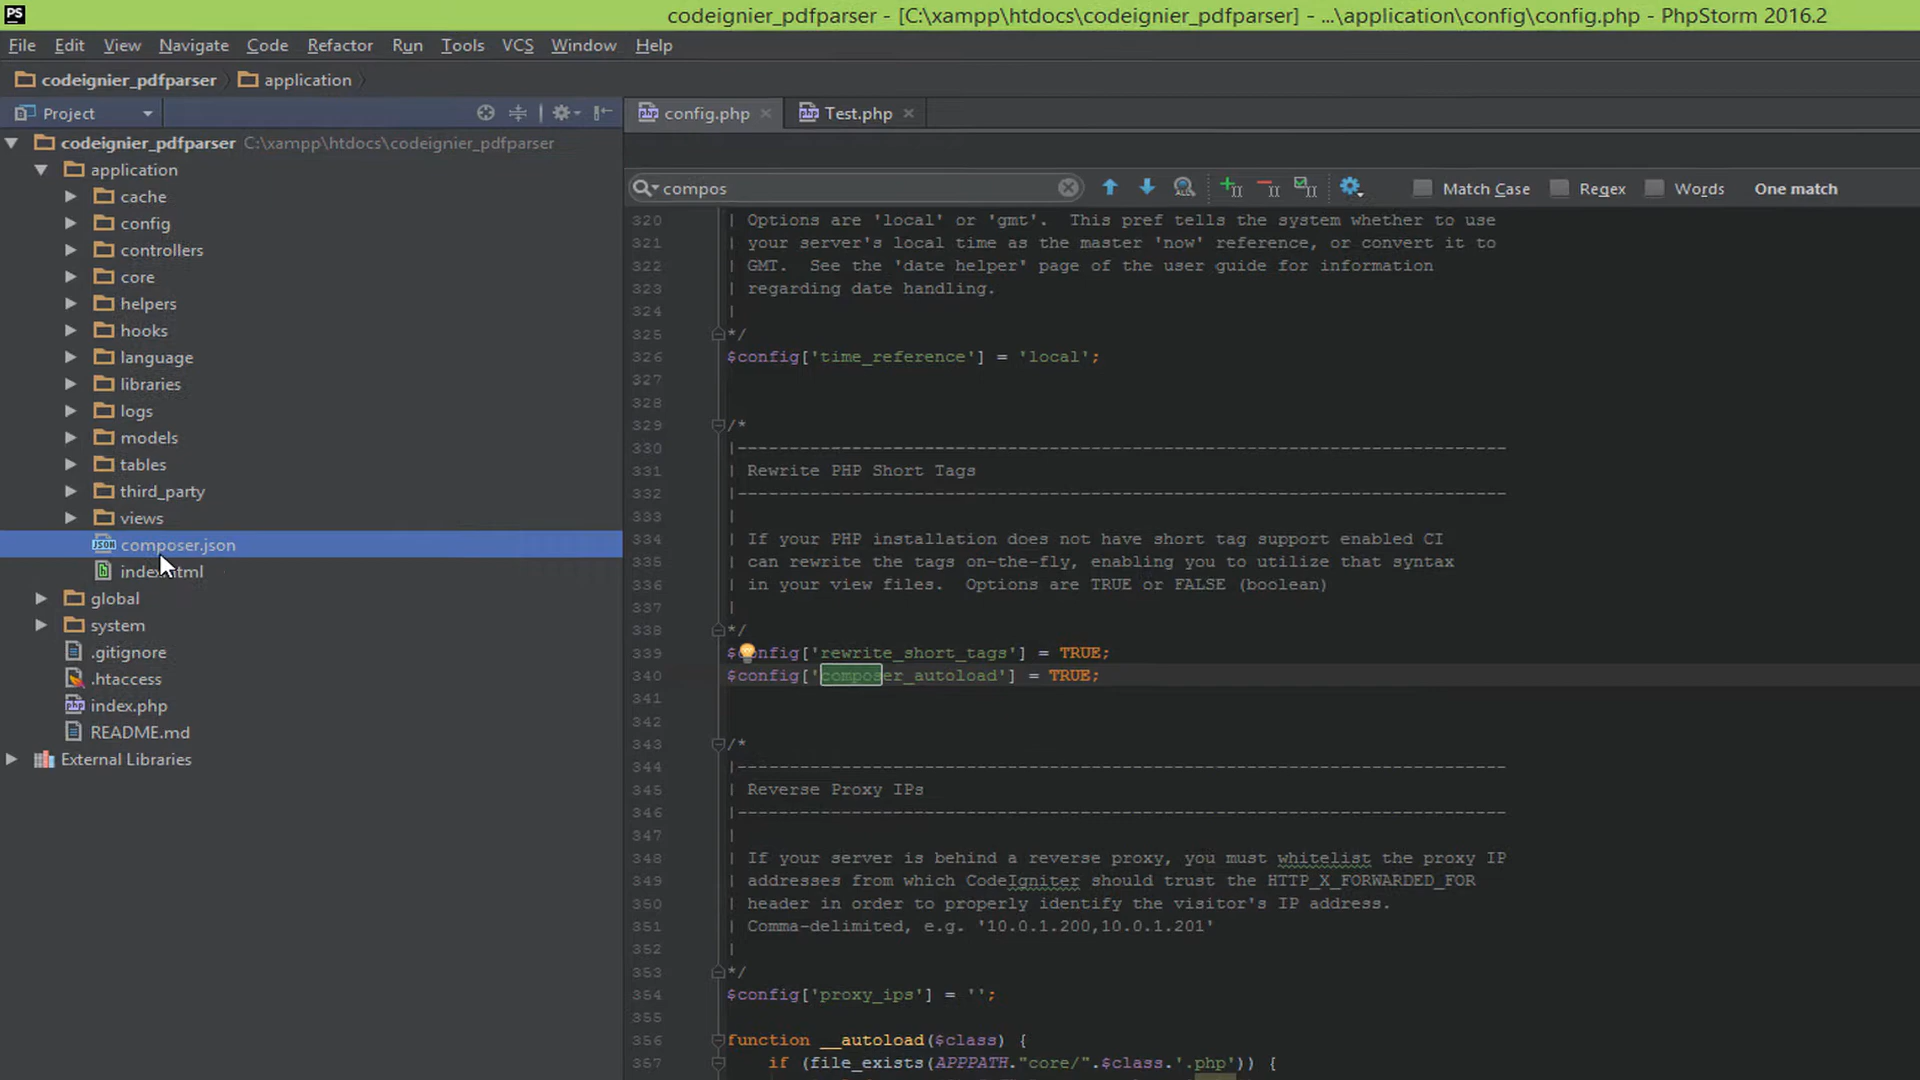 PS
codeignier_pdfparser - [C:\xampp\htdocs\codeignier_pdfparser] - ...\application\config\config.php - PhpStorm 2016.2
File Edit View Navigate Code Refactor Run Tools VCS Window Help
codeignier_pdfparser application
Project
config.php Test.php
codeignier_pdfparser C:\xampp\htdocs\codeignier_pdfparser
application
cache
config
controllers
core
helpers
hooks
language
libraries
logs
models
tables
third_party
views
composer.json
global
system
.gitignore
.htaccess
index.php
README.md
External Libraries
compos Match Case Regex Words One match
320 | Options are 'local' or 'gmt'.  This pref tells the system whether to use
321 | your server's local time as the master 'now' reference, or convert it to
322 | GMT.  See the 'date helper' page of the user guide for information
323 | regarding date handling.
324 |
325 */
326 $config['time_reference'] = 'local';
327
328
329 /*
330 |--------------------------------------------------------------------------
331 | Rewrite PHP Short Tags
332 |--------------------------------------------------------------------------
333 |
334 | If your PHP installation does not have short tag support enabled CI
335 | can rewrite the tags on-the-fly, enabling you to utilize that syntax
336 | in your view files.  Options are TRUE or FALSE (boolean)
337 |
338 */
339 $config['rewrite_short_tags'] = TRUE;
340 $config['composer_autoload'] = TRUE;
341
342
343 /*
344 |--------------------------------------------------------------------------
345 | Reverse Proxy IPs
346 |--------------------------------------------------------------------------
347 |
348 | If your server is behind a reverse proxy, you must whitelist the proxy IP
349 | addresses from which CodeIgniter should trust the HTTP_X_FORWARDED_FOR
350 | header in order to properly identify the visitor's IP address.
351 | Comma-delimited, e.g. '10.0.1.200,10.0.1.201'
352 |
353 */
354 $config['proxy_ips'] = '';
355
356 function __autoload($class) {
357 if (file_exists(APPPATH."core/".$class.'.php')) {